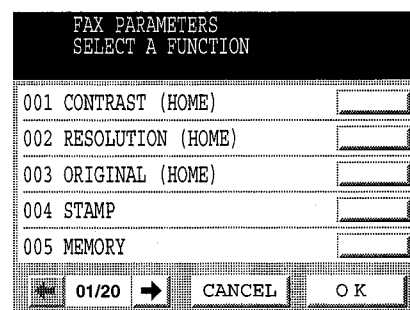 FAX PARAMETERS
SELECT A FUNCTION
001 CONTRAST (HOME)
002 RESOLUTION (HOME)
003 ORIGINAL (HOME)
004 STAMP
005 MEMORY
01/20 CANCEL OK